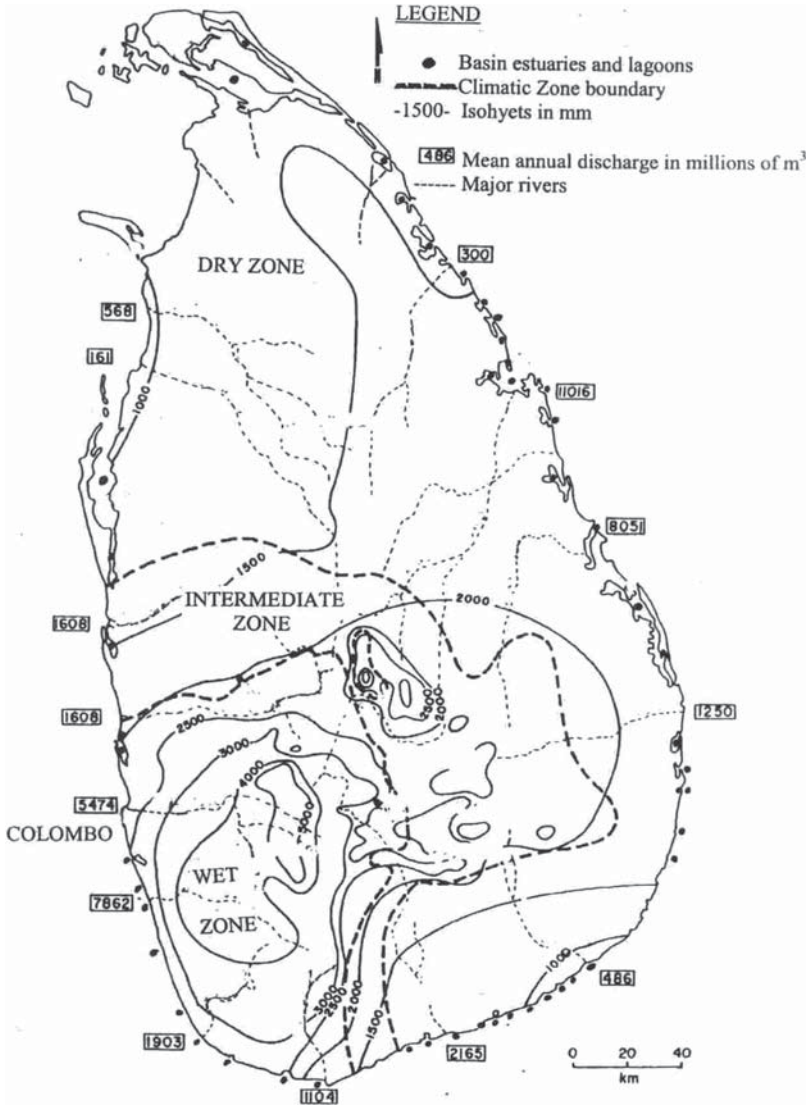 LEGEND
Basin estuaries and lagoons
Climatic Zone boundary
-1500- Isohyets in mm
486 Mean annual discharge in millions of m³
Major rivers
DRY ZONE
300
568
161
1000
11016
8051
1500
INTERMEDIATE
ZONE
2000
1608
2500
2000
1608
2500
1250
3000
4000
5474
5000
COLOMBO
WET
ZONE
7862
1000
486
3000
2500
2000
1500
1903
2165
1104
0 20 40
km